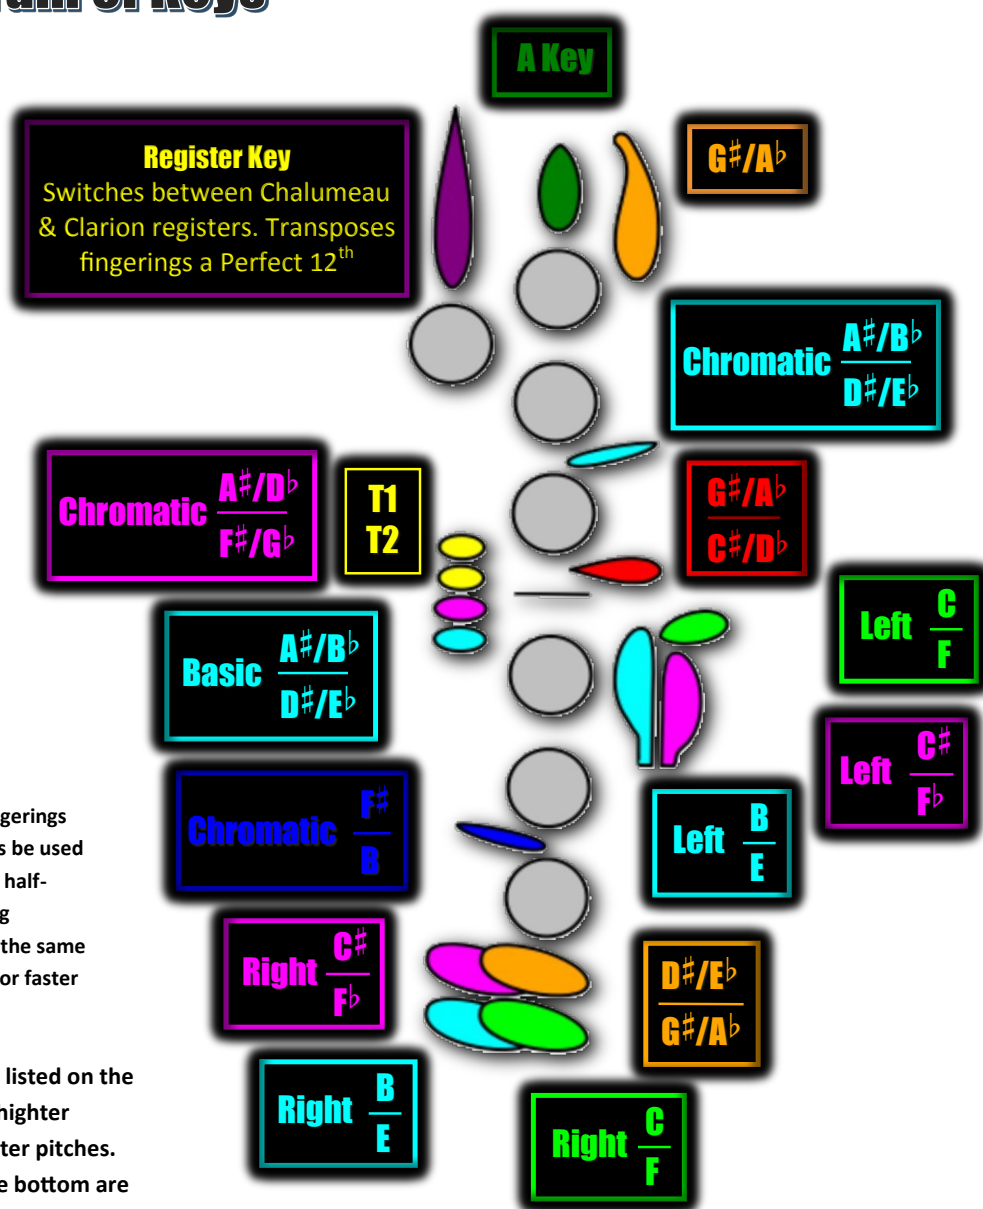 of Keys
A Key
Register Key
Switches between Chalumeau
& Clarion registers. Transposes
fingerings a Perfect 12th
G♯/A♭
Chromatic A♯/B♭
D♯/E♭
Chromatic A♯/D♭
F♯/G♭
T1
T2
G♯/A♭
C♯/D♭
Left C
F
Basic A♯/B♭
D♯/E♭
Left C♯
F♭
Chromatic F♯
B
Left B
E
gerings
s be used
half-
g
the same
or faster
Right C♯
F♭
D♯/E♭
G♯/A♭
listed on the
highter
ter pitches.
e bottom are
Right B
E
Right C
F